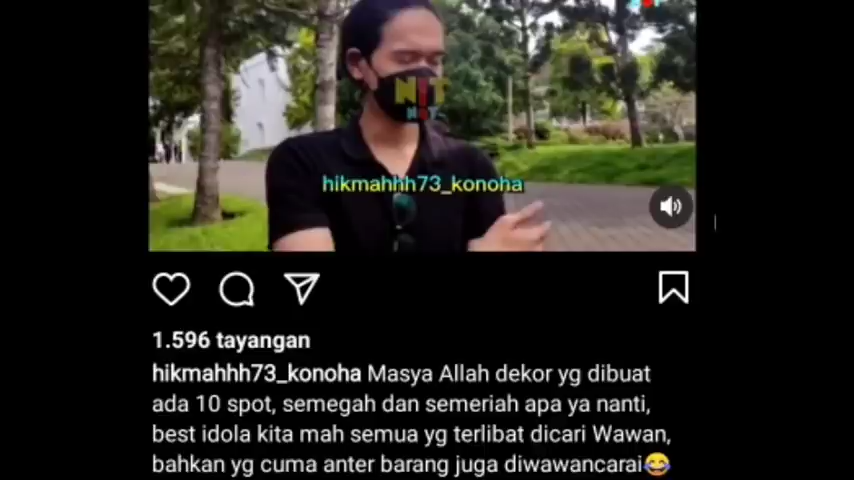 N!T
NOT
hikmahhh73_konoha
1.596 tayangan
hikmahhh73_konoha Masya Allah dekor yg dibuat
ada 10 spot, semegah dan semeriah apa ya nanti,
best idola kita mah semua yg terlibat dicari Wawan,
bahkan yg cuma anter barang juga diwawancarai😂